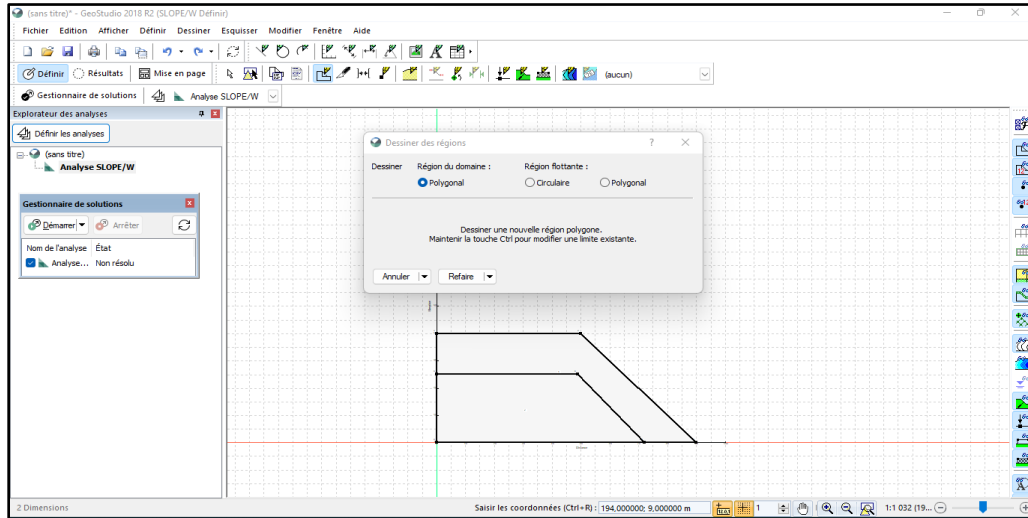 (sans titre)* - GeoStudio 2018 R2 (SLOPE/W Définir)
Fichier Edition Afficher Définir Dessiner Esquisser Modifier Fenêtre Aide
Définir Résultats Mise en page (aucun)
Gestionnaire de solutions Analyse SLOPE/W
Explorateur des analyses
Définir les analyses
(sans titre)
Analyse SLOPE/W
Gestionnaire de solutions
Démarrer Arrêter
Nom de l'analyse État
Analyse... Non résolu
Dessiner des régions ?
Dessiner Région du domaine : Région flottante :
Polygonal Circulaire Polygonal
Dessiner une nouvelle région polygone.
Maintenir la touche Ctrl pour modifier une limite existante.
Annuler Refaire
2 Dimensions Saisir les coordonnées (Ctrl+R) : 194,000000; 9,000000 m 1 1:1 032 (19...